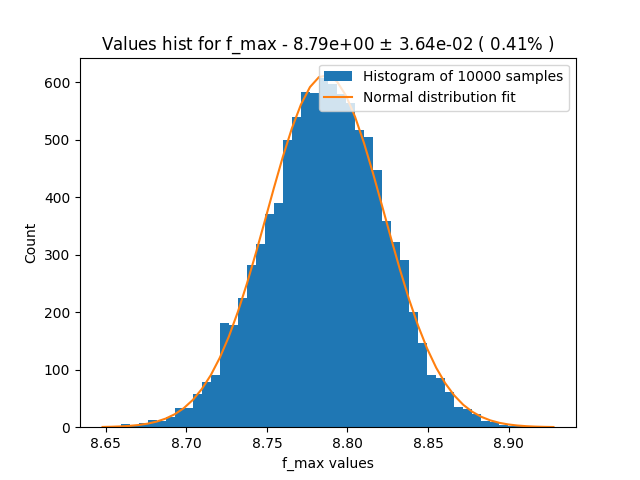 Values hist for f_max - 8.79e+00 ± 3.64e-02 ( 0.41% )
Histogram of 10000 samples
Normal distribution fit
600
500
400
300
200
100
0
Count
8.65 8.70 8.75 8.80 8.85 8.90
f_max values